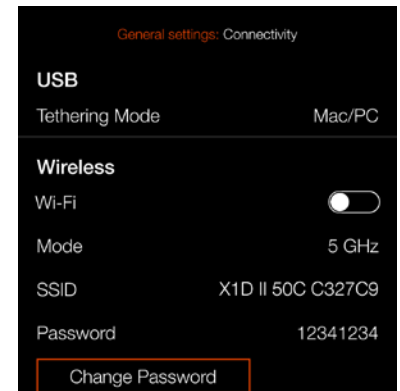 General settings: Connectivity
USB
Tethering Mode Mac/PC
Wireless
Wi-Fi
Mode 5 GHz
SSID X1D II 50C C327C9
Password 12341234
Change Password